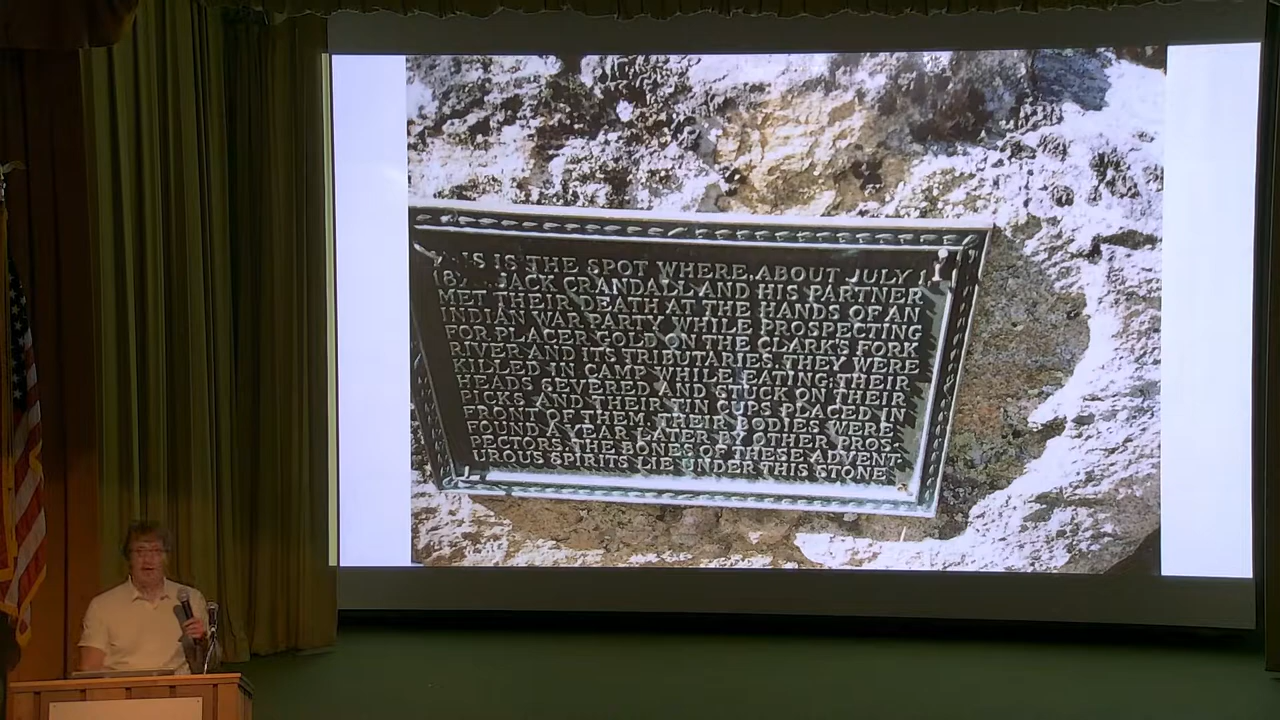 IS IS THE SPOT WHERE, ABOUT JULY 1
JACK CRANDALL AND HIS PARTNER
MET THEIR DEATH AT THE HANDS OF AN
INDIAN WAR PARTY WHILE PROSPECTING
FOR PLACER GOLD ON THE CLARKS FORK
RIVER AND ITS TRIBUTARIES. THEY WERE
KILLED IN CAMP WHILE EATING; THEIR
HEADS SEVERED AND STUCK ON THEIR
PICKS AND THEIR TIN CUPS PLACED IN
FRONT OF THEM. THEIR BODIES WERE
FOUND A YEAR LATER BY OTHER PROS-
PECTORS. THE BONES OF THESE ADVENT
UROUS SPIRITS LIE UNDER THIS STONE